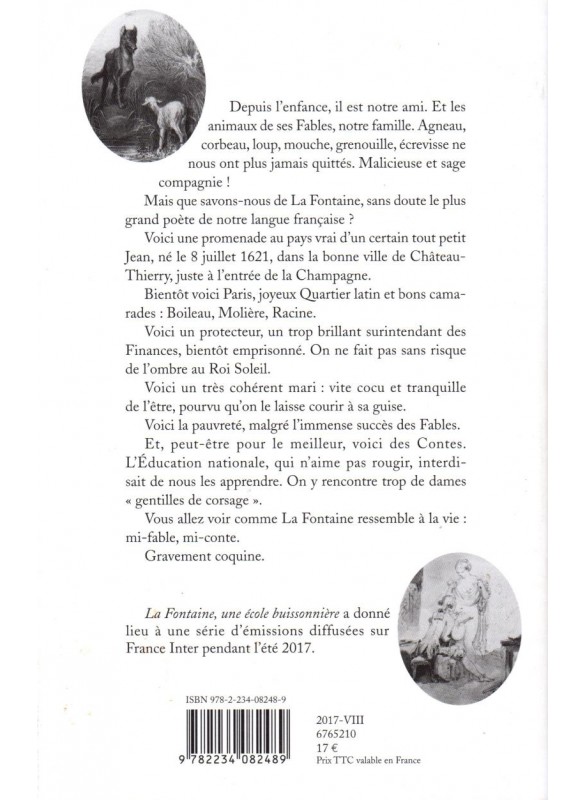 Depuis l'enfance, il est notre ami. Et les
animaux de ses Fables, notre famille. Agneau,
corbeau, loup, mouche, grenouille, écrevisse ne
nous ont plus jamais quittés. Malicieuse et sage
compagnie !
Mais que savons-nous de La Fontaine, sans doute le plus
grand poète de notre langue française ?
Voici une promenade au pays vrai d'un certain tout petit
Jean, né le 8 juillet 1621, dans la bonne ville de Château-
Thierry, juste à l'entrée de la Champagne.
Bientôt voici Paris, joyeux Quartier latin et bons cama-
rades : Boileau, Molière, Racine.
Voici un protecteur, un trop brillant surintendant des
Finances, bientôt emprisonné. On ne fait pas sans risque
de l'ombre au Roi Soleil.
Voici un très cohérent mari : vite cocu et tranquille
de l'être, pourvu qu'on le laisse courir à sa guise.
Voici la pauvreté, malgré l'immense succès des Fables.
Et, peut-être pour le meilleur, voici des Contes.
L'Éducation nationale, qui n'aime pas rougir, interdi-
sait de nous les apprendre. On y rencontre trop de dames
« gentilles de corsage ».
Vous allez voir comme La Fontaine ressemble à la vie :
mi-fable, mi-conte.
Gravement coquine.
La Fontaine, une école buissonnière a donné
lieu à une série d'émissions diffusées sur
France Inter pendant l'été 2017.
ISBN 978-2-234-08248-9
9 782234 082489
2017-VIII
6765210
17 €
Prix TTC valable en France